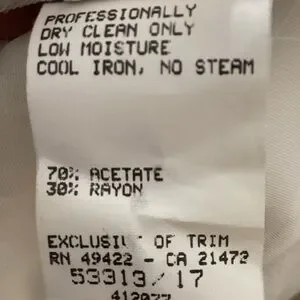 PROFESSIONALLY
DRY CLEAN ONLY
LOW MOISTURE
COOL IRON, NO STEAM
70% ACETATE
30% RAYON
EXCLUSIVE OF TRIM
RN 49422 - CA 21472
53313/17